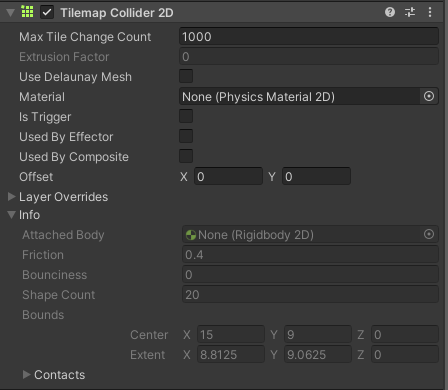 Tilemap Collider 2D
Max Tile Change Count 1000
Extrusion Factor 0
Use Delaunay Mesh
Material None (Physics Material 2D)
Is Trigger
Used By Effector
Used By Composite
Offset X 0 Y 0
Layer Overrides
Info
Attached Body None (Rigidbody 2D)
Friction 0.4
Bounciness 0
Shape Count 20
Bounds
Center X 15 Y 9 Z 0
Extent X 8.8125 Y 9.0625 Z 0
Contacts